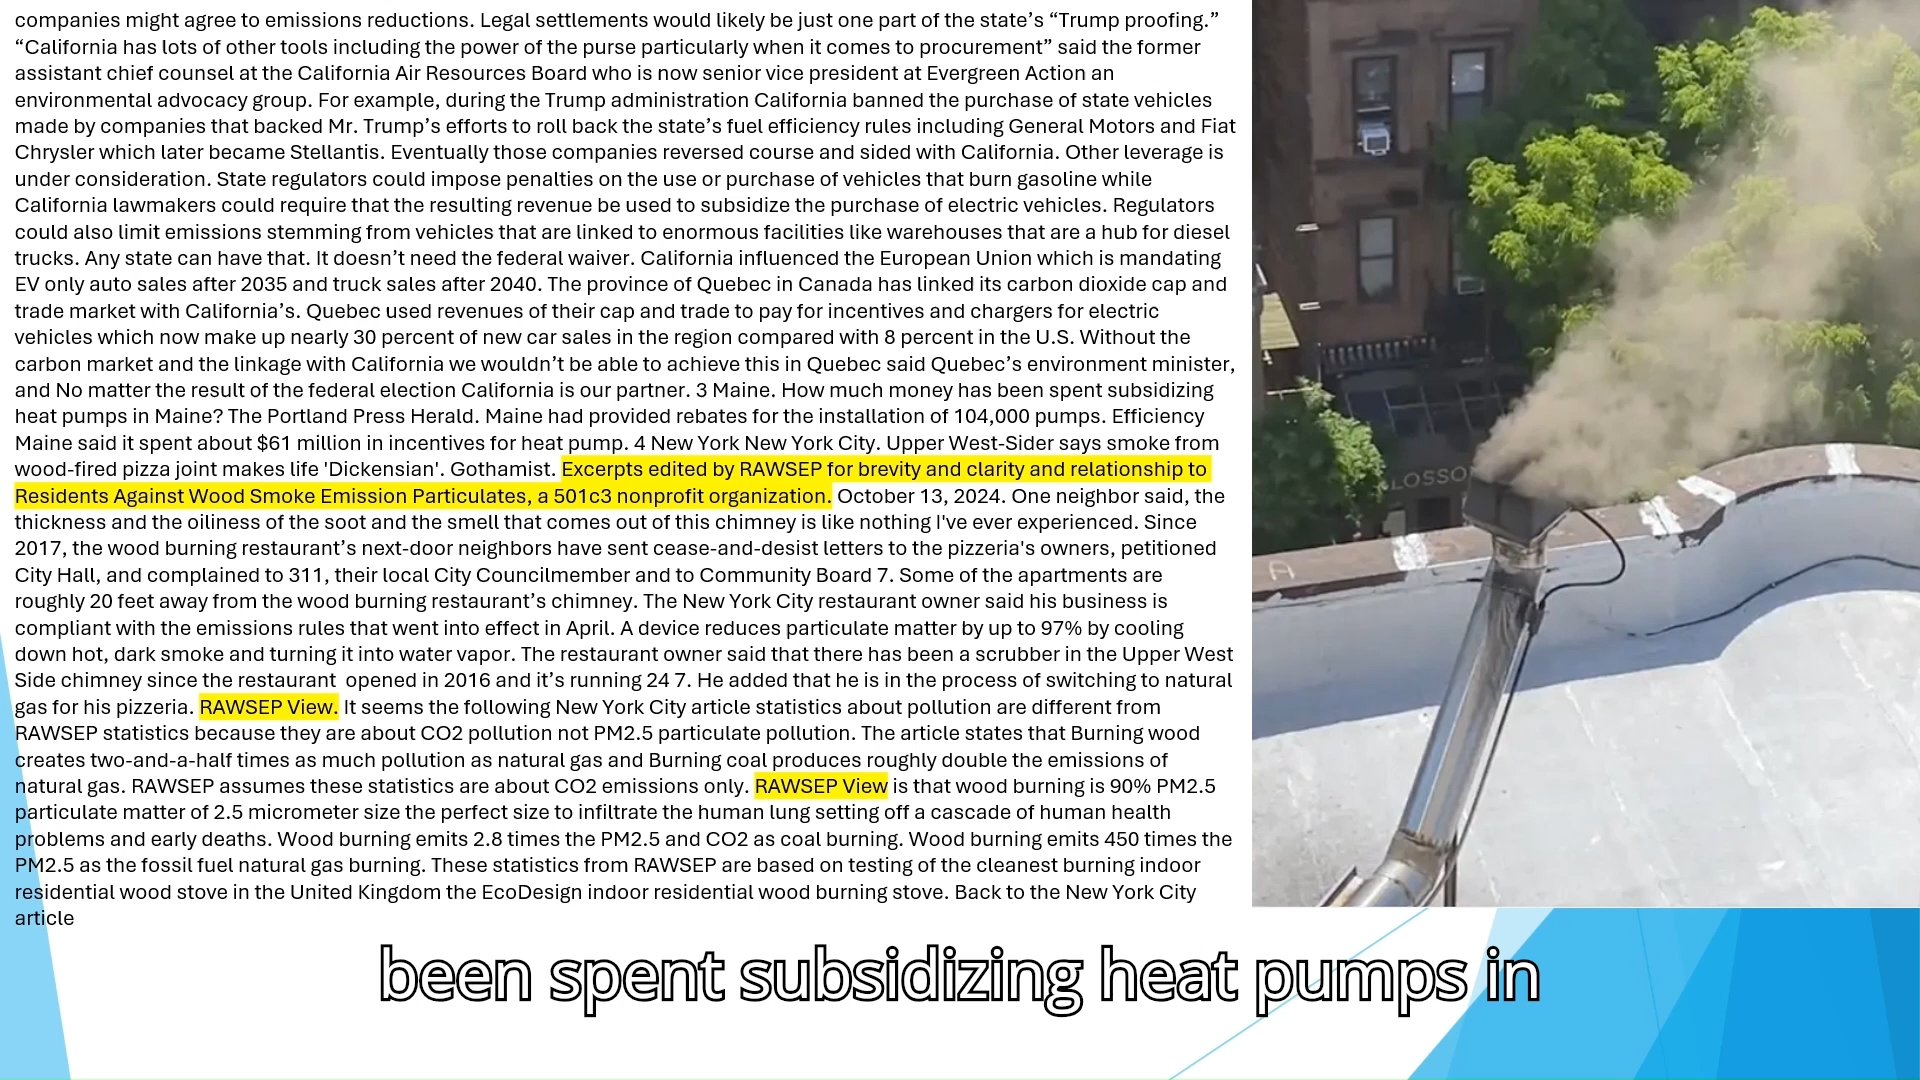 companies might agree to emissions reductions. Legal settlements would likely be just one part of the state’s “Trump proofing.”
“California has lots of other tools including the power of the purse particularly when it comes to procurement” said the former
assistant chief counsel at the California Air Resources Board who is now senior vice president at Evergreen Action an
environmental advocacy group. For example, during the Trump administration California banned the purchase of state vehicles
made by companies that backed Mr. Trump’s efforts to roll back the state’s fuel efficiency rules including General Motors and Fiat
Chrysler which later became Stellantis. Eventually those companies reversed course and sided with California. Other leverage is
under consideration. State regulators could impose penalties on the use or purchase of vehicles that burn gasoline while
California lawmakers could require that the resulting revenue be used to subsidize the purchase of electric vehicles. Regulators
could also limit emissions stemming from vehicles that are linked to enormous facilities like warehouses that are a hub for diesel
trucks. Any state can have that. It doesn’t need the federal waiver. California influenced the European Union which is mandating
EV only auto sales after 2035 and truck sales after 2040. The province of Quebec in Canada has linked its carbon dioxide cap and
trade market with California’s. Quebec used revenues of their cap and trade to pay for incentives and chargers for electric
vehicles which now make up nearly 30 percent of new car sales in the region compared with 8 percent in the U.S. Without the
carbon market and the linkage with California we wouldn’t be able to achieve this in Quebec said Quebec’s environment minister,
and No matter the result of the federal election California is our partner. 3 Maine. How much money has been spent subsidizing
heat pumps in Maine? The Portland Press Herald. Maine had provided rebates for the installation of 104,000 pumps. Efficiency
Maine said it spent about $61 million in incentives for heat pump. 4 New York New York City. Upper West-Sider says smoke from
wood-fired pizza joint makes life 'Dickensian'. Gothamist. Excerpts edited by RAWSEP for brevity and clarity and relationship to
Residents Against Wood Smoke Emission Particulates, a 501c3 nonprofit organization. October 13, 2024. One neighbor said, the
thickness and the oiliness of the soot and the smell that comes out of this chimney is like nothing I've ever experienced. Since
2017, the wood burning restaurant’s next-door neighbors have sent cease-and-desist letters to the pizzeria's owners, petitioned
City Hall, and complained to 311, their local City Councilmember and to Community Board 7. Some of the apartments are
roughly 20 feet away from the wood burning restaurant’s chimney. The New York City restaurant owner said his business is
compliant with the emissions rules that went into effect in April. A device reduces particulate matter by up to 97% by cooling
down hot, dark smoke and turning it into water vapor. The restaurant owner said that there has been a scrubber in the Upper West
Side chimney since the restaurant opened in 2016 and it’s running 24 7. He added that he is in the process of switching to natural
gas for his pizzeria. RAWSEP View. It seems the following New York City article statistics about pollution are different from
RAWSEP statistics because they are about CO2 pollution not PM2.5 particulate pollution. The article states that Burning wood
creates two-and-a-half times as much pollution as natural gas and Burning coal produces roughly double the emissions of
natural gas. RAWSEP assumes these statistics are about CO2 emissions only. RAWSEP View is that wood burning is 90% PM2.5
particulate matter of 2.5 micrometer size the perfect size to infiltrate the human lung setting off a cascade of human health
problems and early deaths. Wood burning emits 2.8 times the PM2.5 and CO2 as coal burning. Wood burning emits 450 times the
PM2.5 as the fossil fuel natural gas burning. These statistics from RAWSEP are based on testing of the cleanest burning indoor
residential wood stove in the United Kingdom the EcoDesign indoor residential wood burning stove. Back to the New York City
article
been spent subsidizing heat pumps in